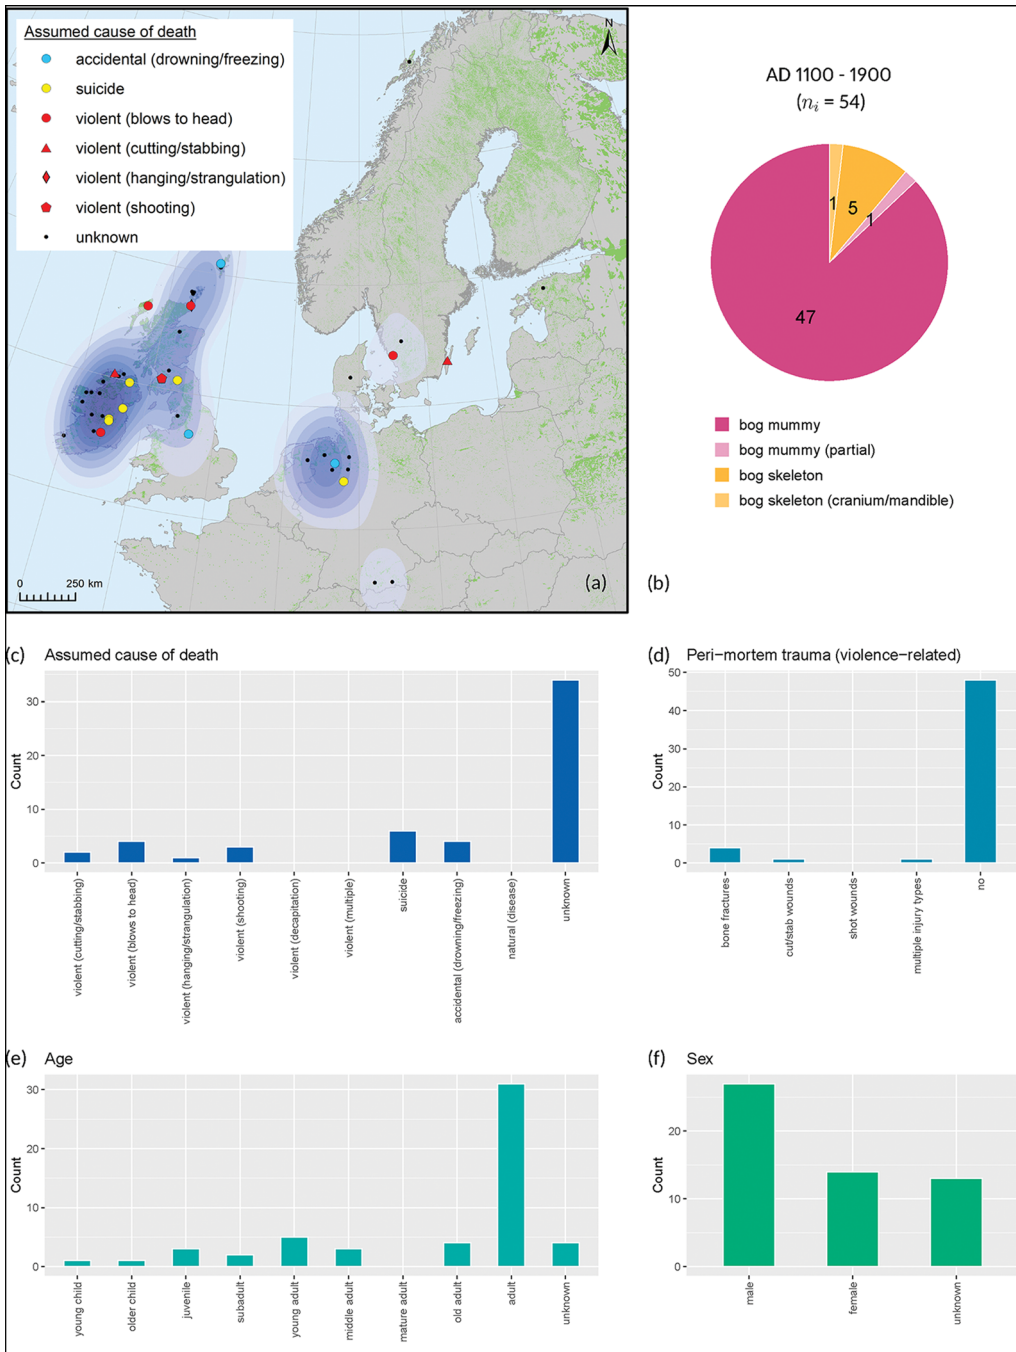 Assumed cause of death
accidental (drowning/freezing)
suicide
violent (blows to head)
violent (cutting/stabbing)
violent (hanging/strangulation)
violent (shooting)
unknown
N
0 250 km
(a)
AD 1100 - 1900
(nᵢ = 54)
1
5
1
47
bog mummy
bog mummy (partial)
bog skeleton
bog skeleton (cranium/mandible)
(b)
(c) Assumed cause of death
Count
30
20
10
0
violent (cutting/stabbing)
violent (blows to head)
violent (hanging/strangulation)
violent (shooting)
violent (decapitation)
violent (multiple)
suicide
accidental (drowning/freezing)
natural (disease)
unknown
(d) Peri-mortem trauma (violence-related)
Count
50
40
30
20
10
0
bone fractures
cut/stab wounds
shot wounds
multiple injury types
no
(e) Age
Count
30
20
10
0
young child
older child
juvenile
subadult
young adult
middle adult
mature adult
old adult
adult
unknown
(f) Sex
Count
20
10
0
male
female
unknown